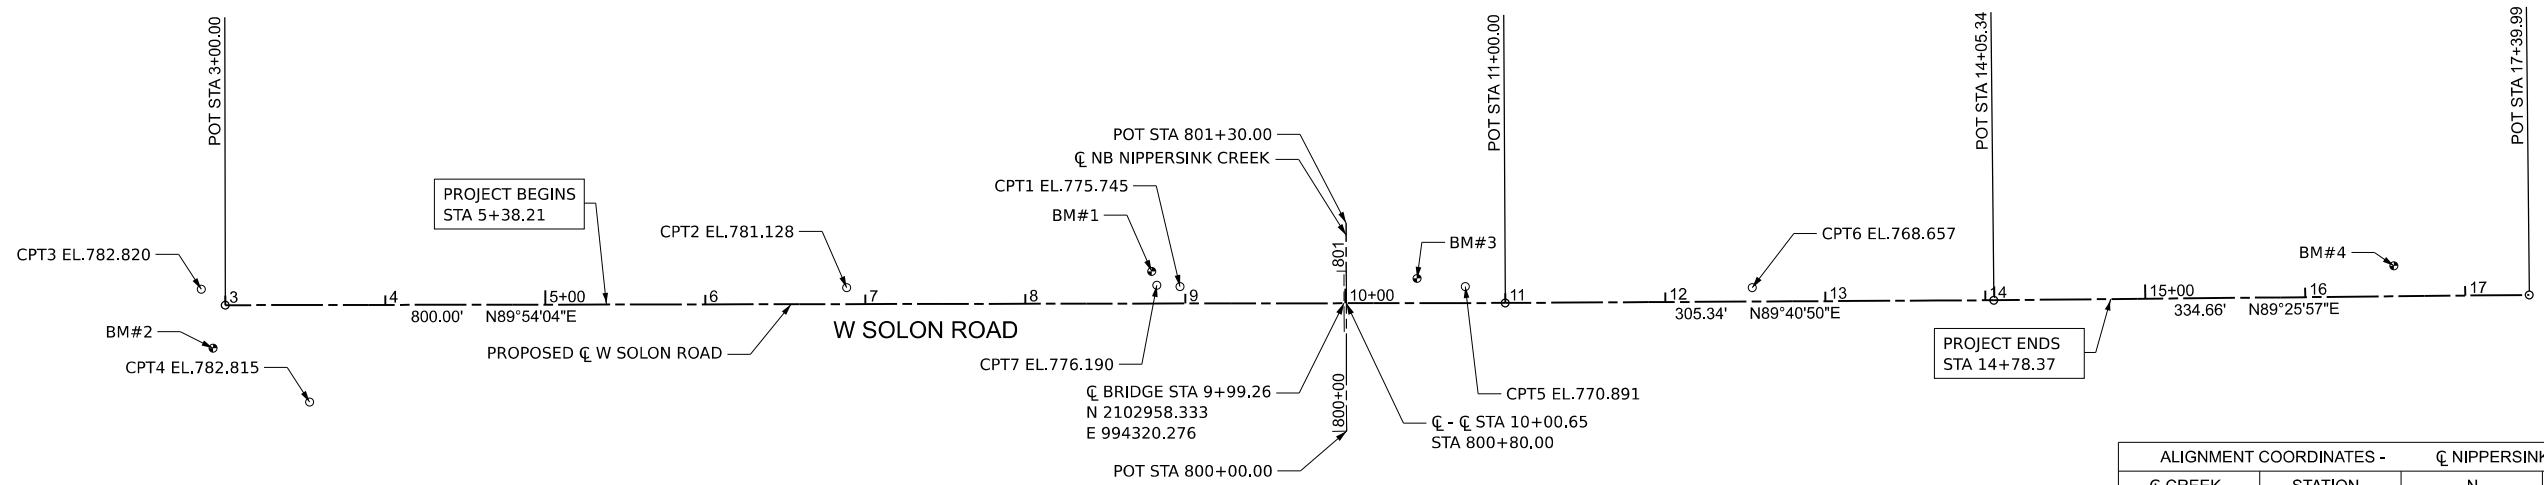 POT STA 3+00.00
POT STA 11+00.00
POT STA 14+05.34
POT STA 17+39.99
POT STA 801+30.00
℄ NB NIPPERSINK CREEK
CPT1 EL.775.745
BM#1
PROJECT BEGINS
STA 5+38.21
CPT2 EL.781.128
CPT3 EL.782.820
BM#3
CPT6 EL.768.657
BM#4
801
3
4
5+00
6
7
8
9
10+00
11
12
13
14
15+00
16
17
800.00' N89°54'04"E
305.34' N89°40'50"E
334.66' N89°25'57"E
W SOLON ROAD
BM#2
CPT4 EL.782.815
PROPOSED ℄ W SOLON ROAD
CPT7 EL.776.190
℄ BRIDGE STA 9+99.26
N 2102958.333
E 994320.276
800+00
CPT5 EL.770.891
℄ - ℄ STA 10+00.65
STA 800+80.00
PROJECT ENDS
STA 14+78.37
POT STA 800+00.00
ALIGNMENT COORDINATES - ℄ NIPPERSINK
℄ CREEK STATION N